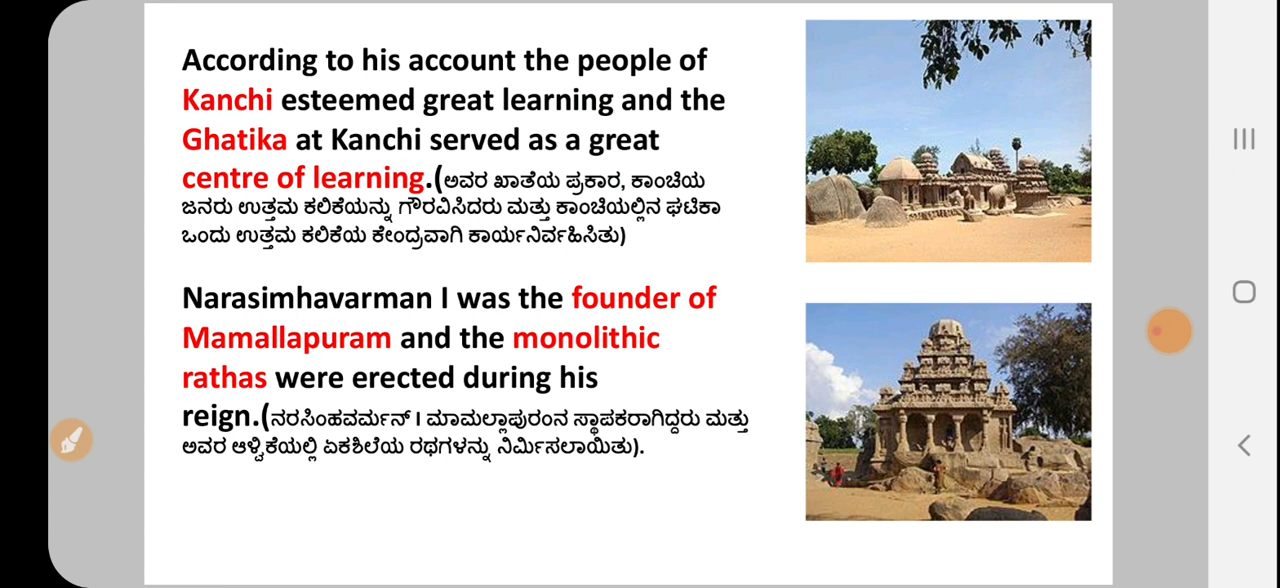 According to his account the people of
Kanchi esteemed great learning and the
Ghatika at Kanchi served as a great
centre of learning.(ಅವರ ಖಾತೆಯ ಪ್ರಕಾರ, ಕಾಂಚಿಯ
ಜನರು ಉತ್ತಮ ಕಲಿಕೆಯನ್ನು ಗೌರವಿಸಿದರು ಮತ್ತು ಕಾಂಚಿಯಲ್ಲಿನ ಘಟಿಕಾ
ಒಂದು ಉತ್ತಮ ಕಲಿಕೆಯ ಕೇಂದ್ರವಾಗಿ ಕಾರ್ಯನಿರ್ವಹಿಸಿತು)
Narasimhavarman I was the founder of
Mamallapuram and the monolithic
rathas were erected during his
reign.(ನರಸಿಂಹವರ್ಮನ್ I ಮಾಮಲ್ಲಾಪುರಂನ ಸ್ಥಾಪಕರಾಗಿದ್ದರು ಮತ್ತು
ಅವರ ಆಳ್ವಿಕೆಯಲ್ಲಿ ಏಕಶಿಲೆಯ ರಥಗಳನ್ನು ನಿರ್ಮಿಸಲಾಯಿತು).